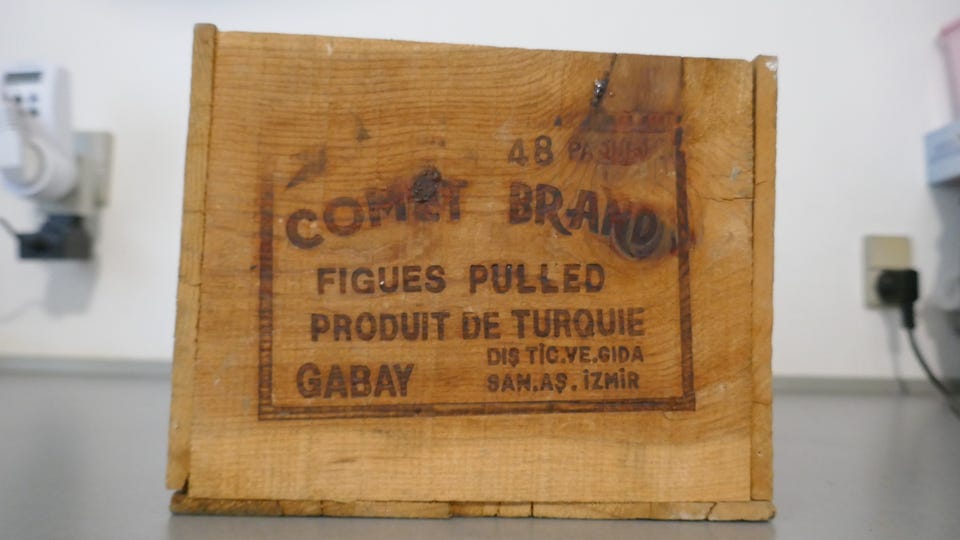 48
COMET BRAND
FIGUES PULLED
PRODUIT DE TURQUIE
GABAY
DIŞ TİC.VE.GIDA
SAN.AŞ. İZMİR